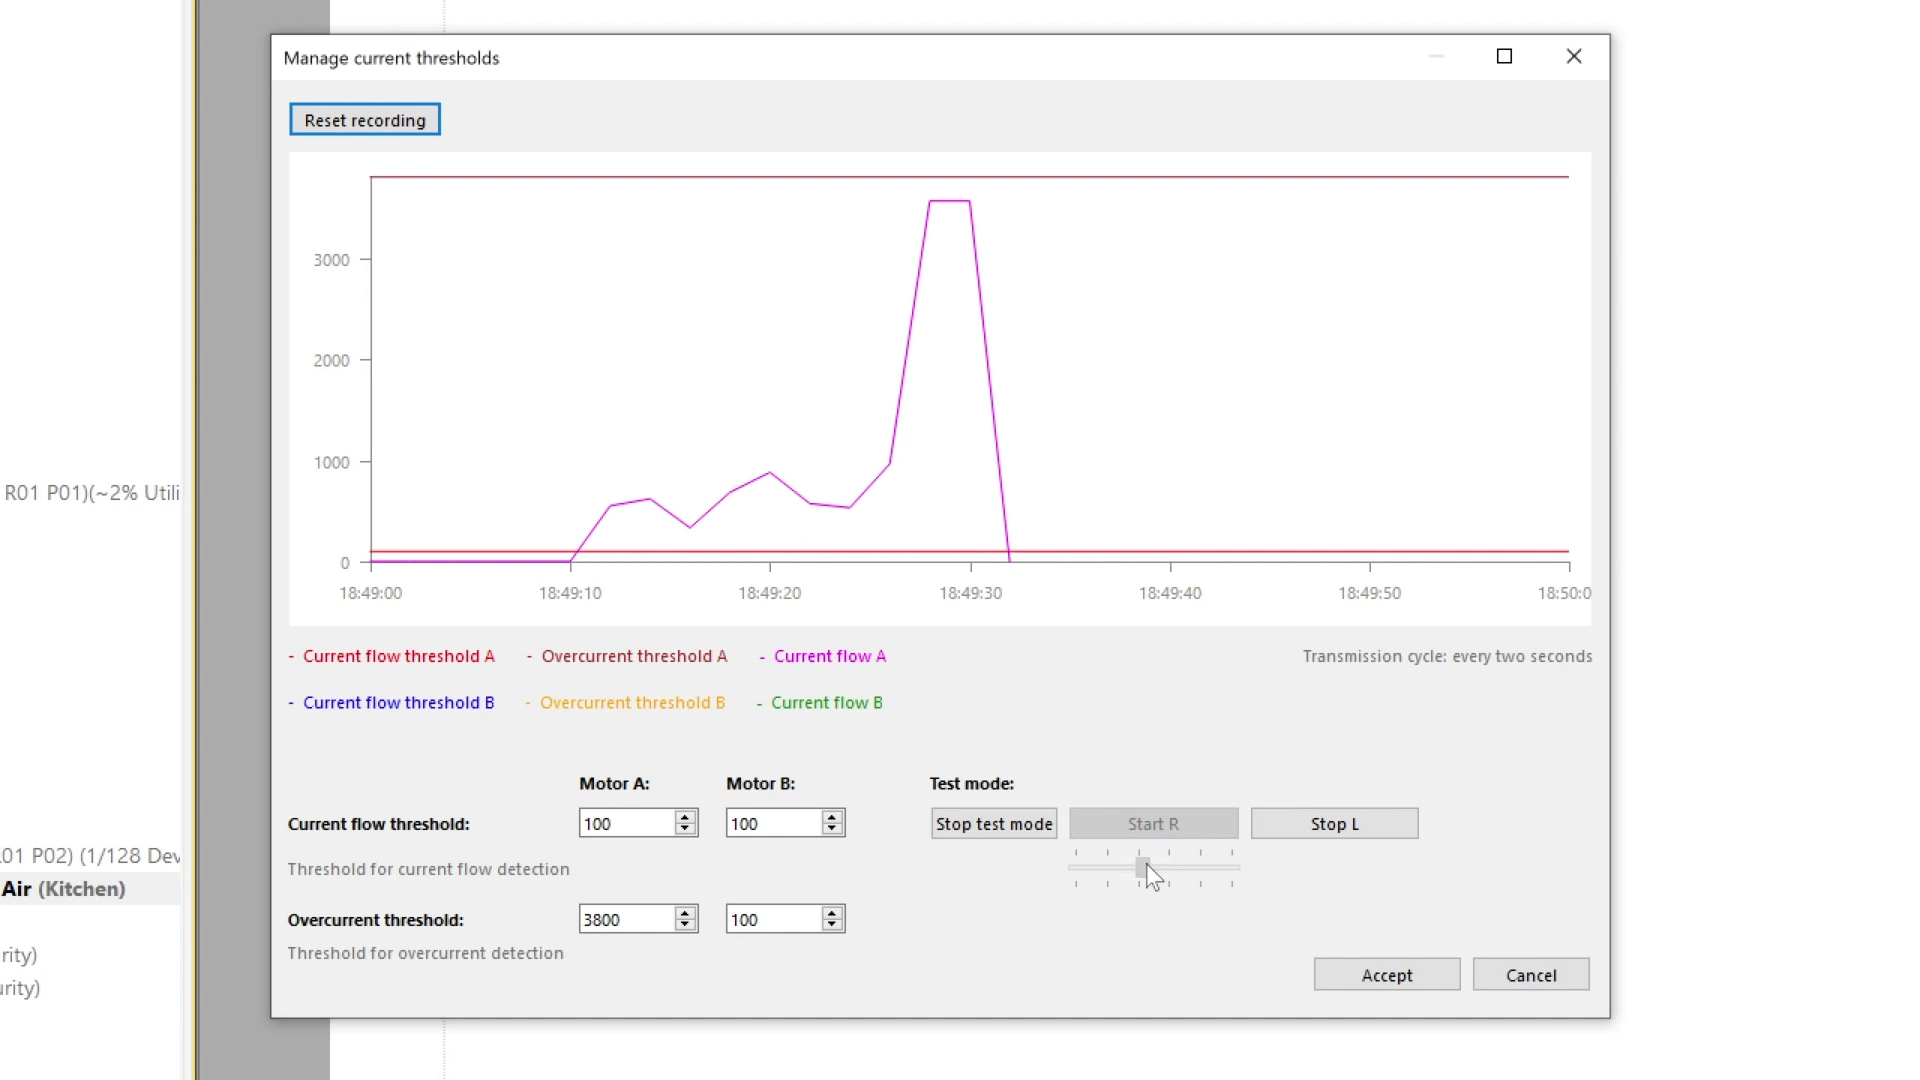 Manage current thresholds
Reset recording
3000
2000
1000
0
18:49:00 18:49:10 18:49:20 18:49:30 18:49:40 18:49:50 18:50:0
- Current flow threshold A - Overcurrent threshold A - Current flow A Transmission cycle: every two seconds
- Current flow threshold B - Overcurrent threshold B - Current flow B
Motor A: Motor B: Test mode:
Current flow threshold: 100 100 Stop test mode Start R Stop L
Threshold for current flow detection
Overcurrent threshold: 3800 100
Threshold for overcurrent detection
Accept Cancel
R01 P01)(~2% Utili
01 P02) (1/128 Dev
Air (Kitchen)
rity)
urity)